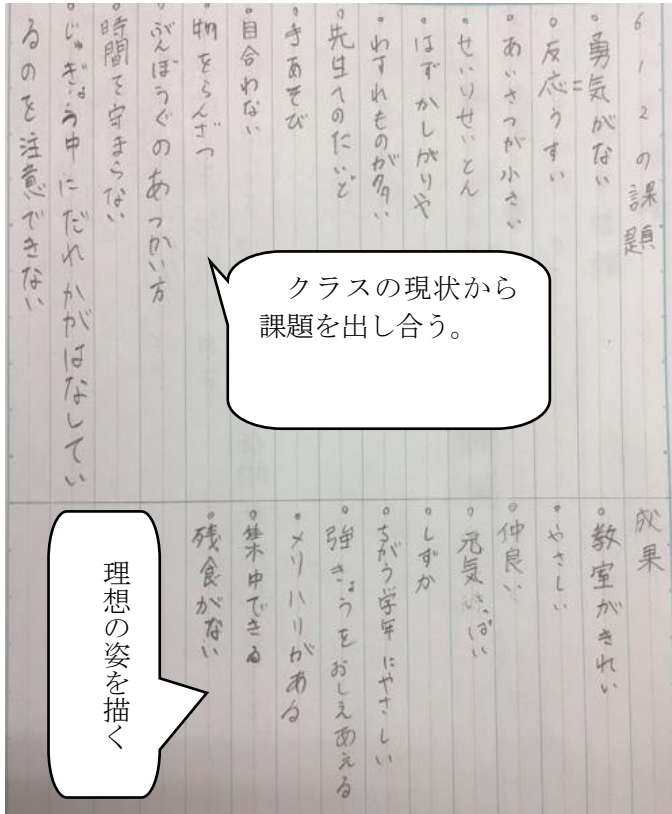 6/2の課題
・勇気がない
・反応うすい
・あいさつが小さい
・せいりせいとん
・はずかしがりや
・わすれものが多い
・先生へのたいど
・手あそび
・目合わない
・物をらんざつ
・ぶんぼうぐのあつかい方
・時間を守まらない
・じゅぎょう中にだれかがはなしてい
るのを注意できない
クラスの現状から
課題を出し合う。
成果
・教室がきれい
・やさしい
・仲良い
・元気いっぱい
・しずか
・ちがう学年にやさしい
・強きょうをおしえあえる
・メリハリがある
・集中できる
・残食がない
理想の姿を描く